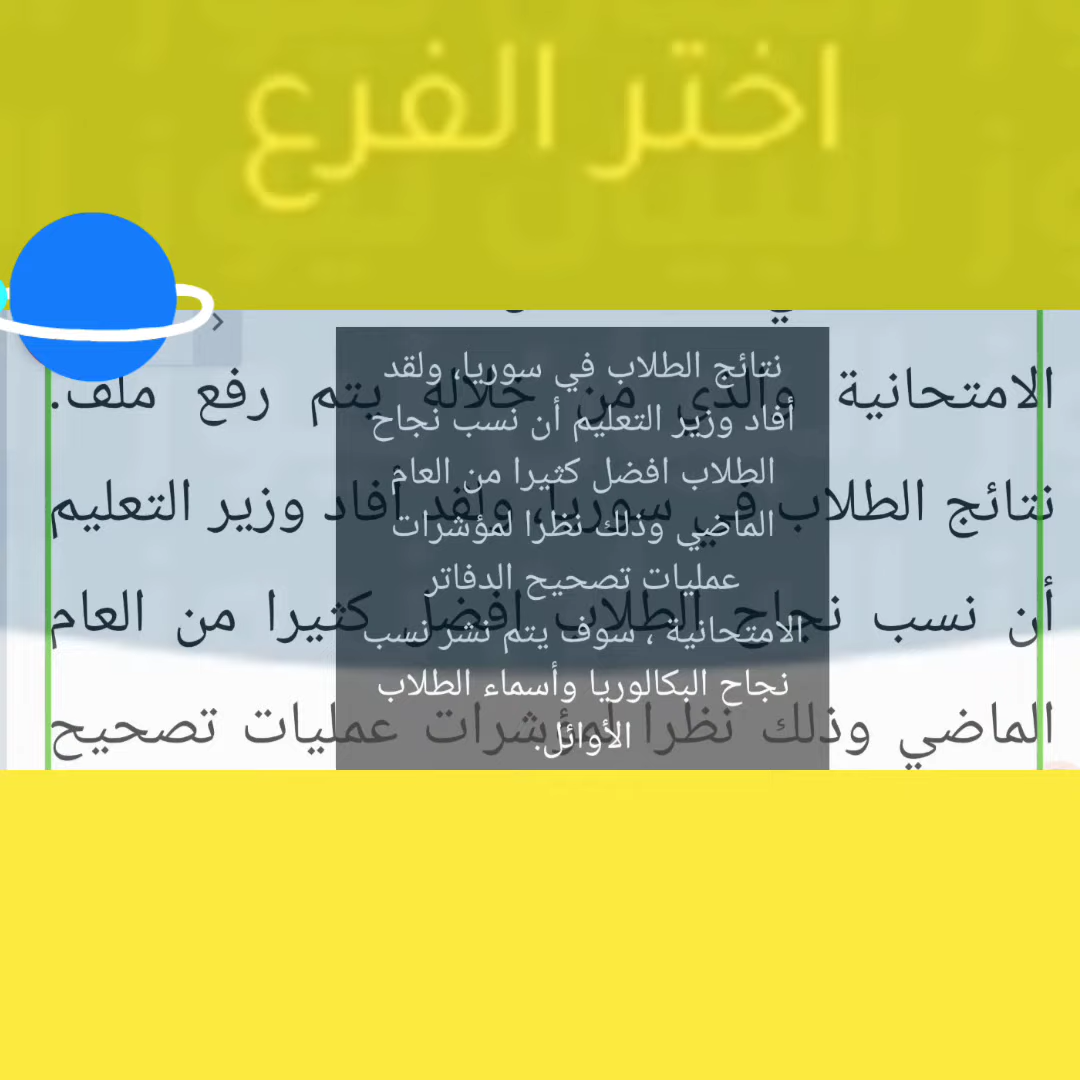 اختر الفرع
الامتحانية والذي من خلاله يتم رفع ملف.
نتائج الطلاب في سوريا، ولقد أفاد وزير التعليم
أن نسب نجاح الطلاب افضل كثيرا من العام
الماضي وذلك نظرا لمؤشرات عمليات تصحيح
نتائج الطلاب في سوريا، ولقد
أفاد وزير التعليم أن نسب نجاح
الطلاب افضل كثيرا من العام
الماضي وذلك نظرا لمؤشرات
عمليات تصحيح الدفاتر
الامتحانية ، سوف يتم نشر نسب
نجاح البكالوريا وأسماء الطلاب
الأوائل.